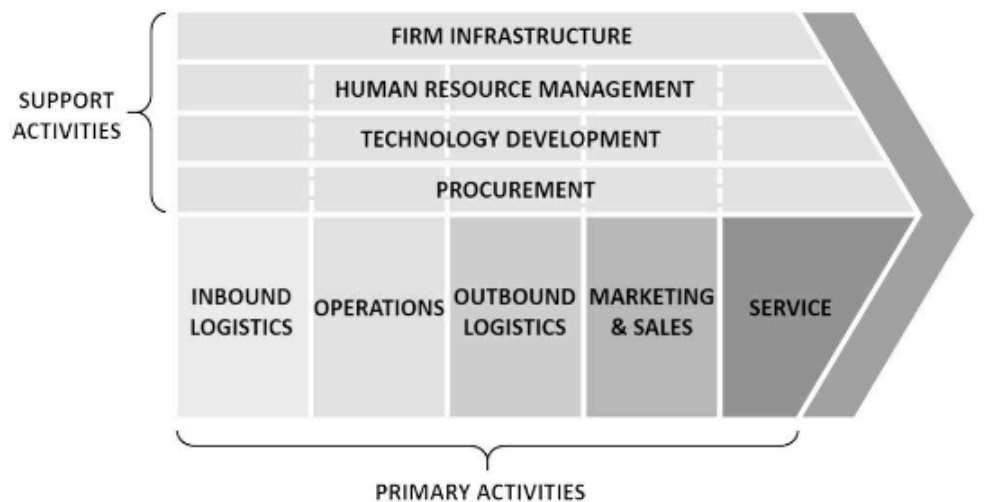 FIRM INFRASTRUCTURE
HUMAN RESOURCE MANAGEMENT
SUPPORT
ACTIVITIES
TECHNOLOGY DEVELOPMENT
PROCUREMENT
INBOUND
LOGISTICS
OPERATIONS
OUTBOUND
LOGISTICS
MARKETING
& SALES
SERVICE
PRIMARY ACTIVITIES